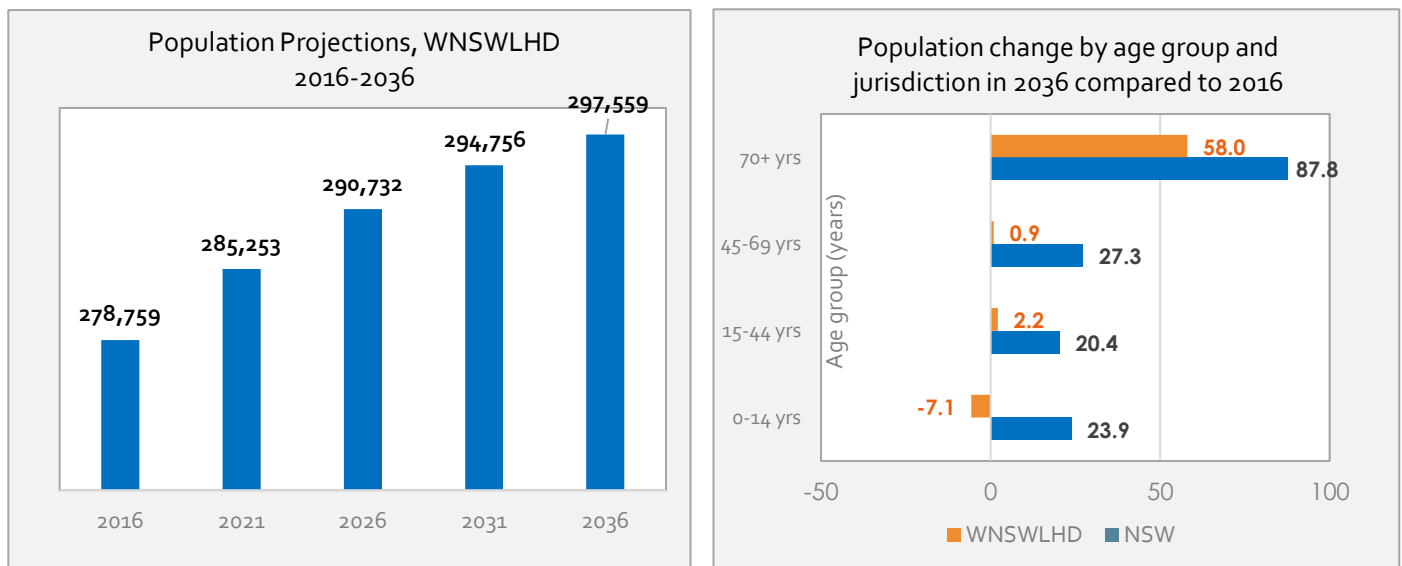 Population Projections, WNSWLHD
2016-2036
297,559
294,756
290,732
285,253
278,759
2016
2021
2026
2031
2036
Population change by age group and
jurisdiction in 2036 compared to 2016
Age group (years)
70+ yrs
58.0
87.8
45-69 yrs
0.9
27.3
15-44 yrs
2.2
20.4
0-14 yrs
-7.1
23.9
-50
0
50
100
WNSWLHD
NSW